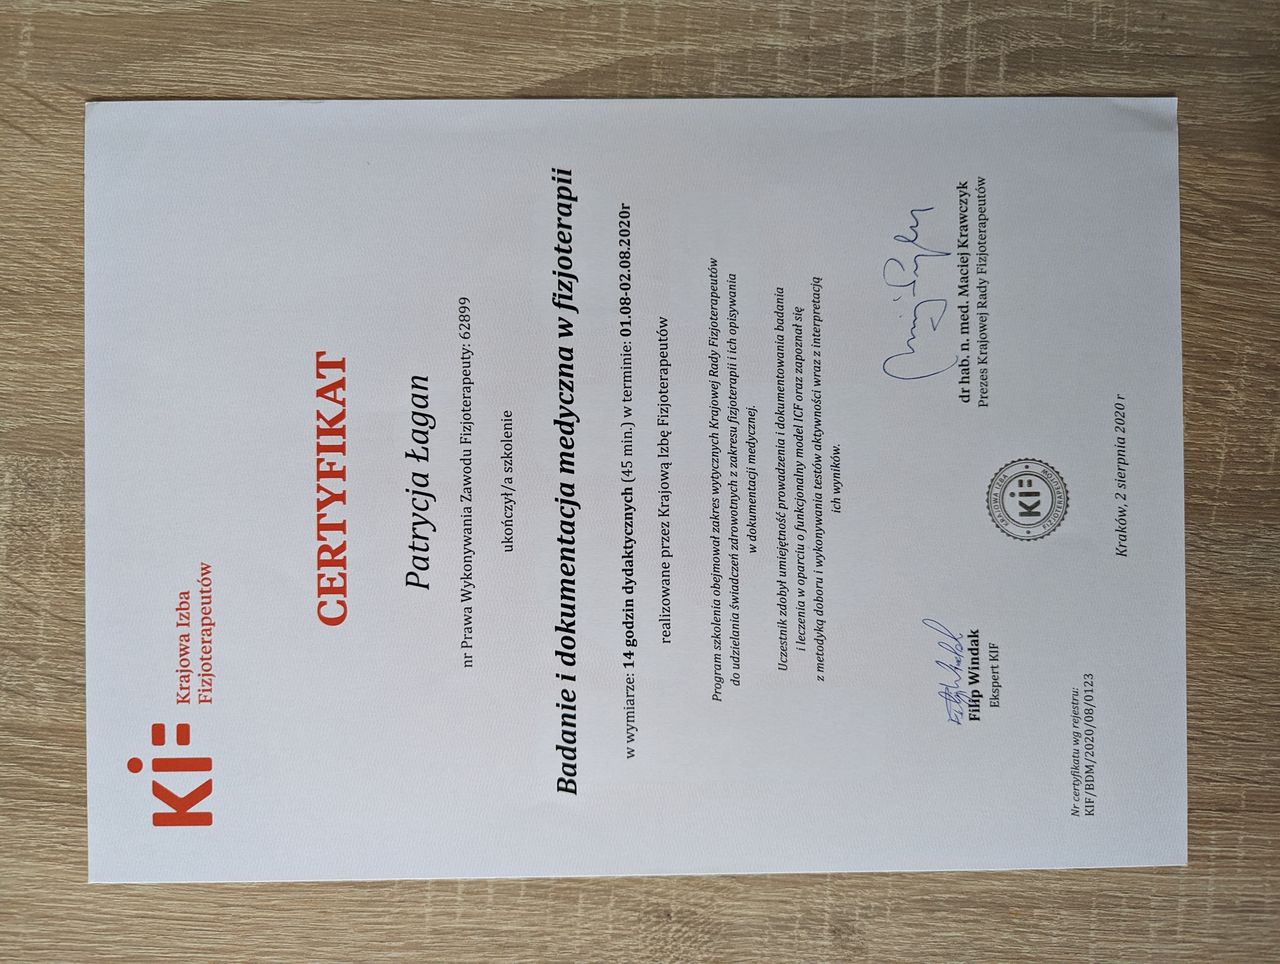 KiF
Krajowa Izba
Fizjoterapeutów
CERTYFIKAT
Patrycja Łagan
nr Prawa Wykonywania Zawodu Fizjoterapeuty: 62899
ukończył/a szkolenie
Badanie i dokumentacja medyczna w fizjoterapii
w wymiarze: 14 godzin dydaktycznych (45 min.) w terminie: 01.08-02.08.2020r
realizowane przez Krajową Izbę Fizjoterapeutów
Program szkolenia obejmował zakres wytycznych Krajowej Rady Fizjoterapeutów
do udzielania świadczeń zdrowotnych z zakresu fizjoterapii i ich opisywania
w dokumentacji medycznej.
Uczestnik zdobył umiejętność prowadzenia i dokumentowania badania
i leczenia w oparciu o funkcjonalny model ICF oraz zapoznał się
z metodyką doboru i wykonywania testów aktywności wraz z interpretacją
ich wyników.
Filip Windak
Ekspert KIF
KRAJOWA IZBA
KiF
FIZJOTERAPEUTÓW
dr hab. n. med. Maciej Krawczyk
Prezes Krajowej Rady Fizjoterapeutów
Nr certyfikatu wg rejestru:
KIF/BDM/2020/08/0123
Kraków, 2 sierpnia 2020 r